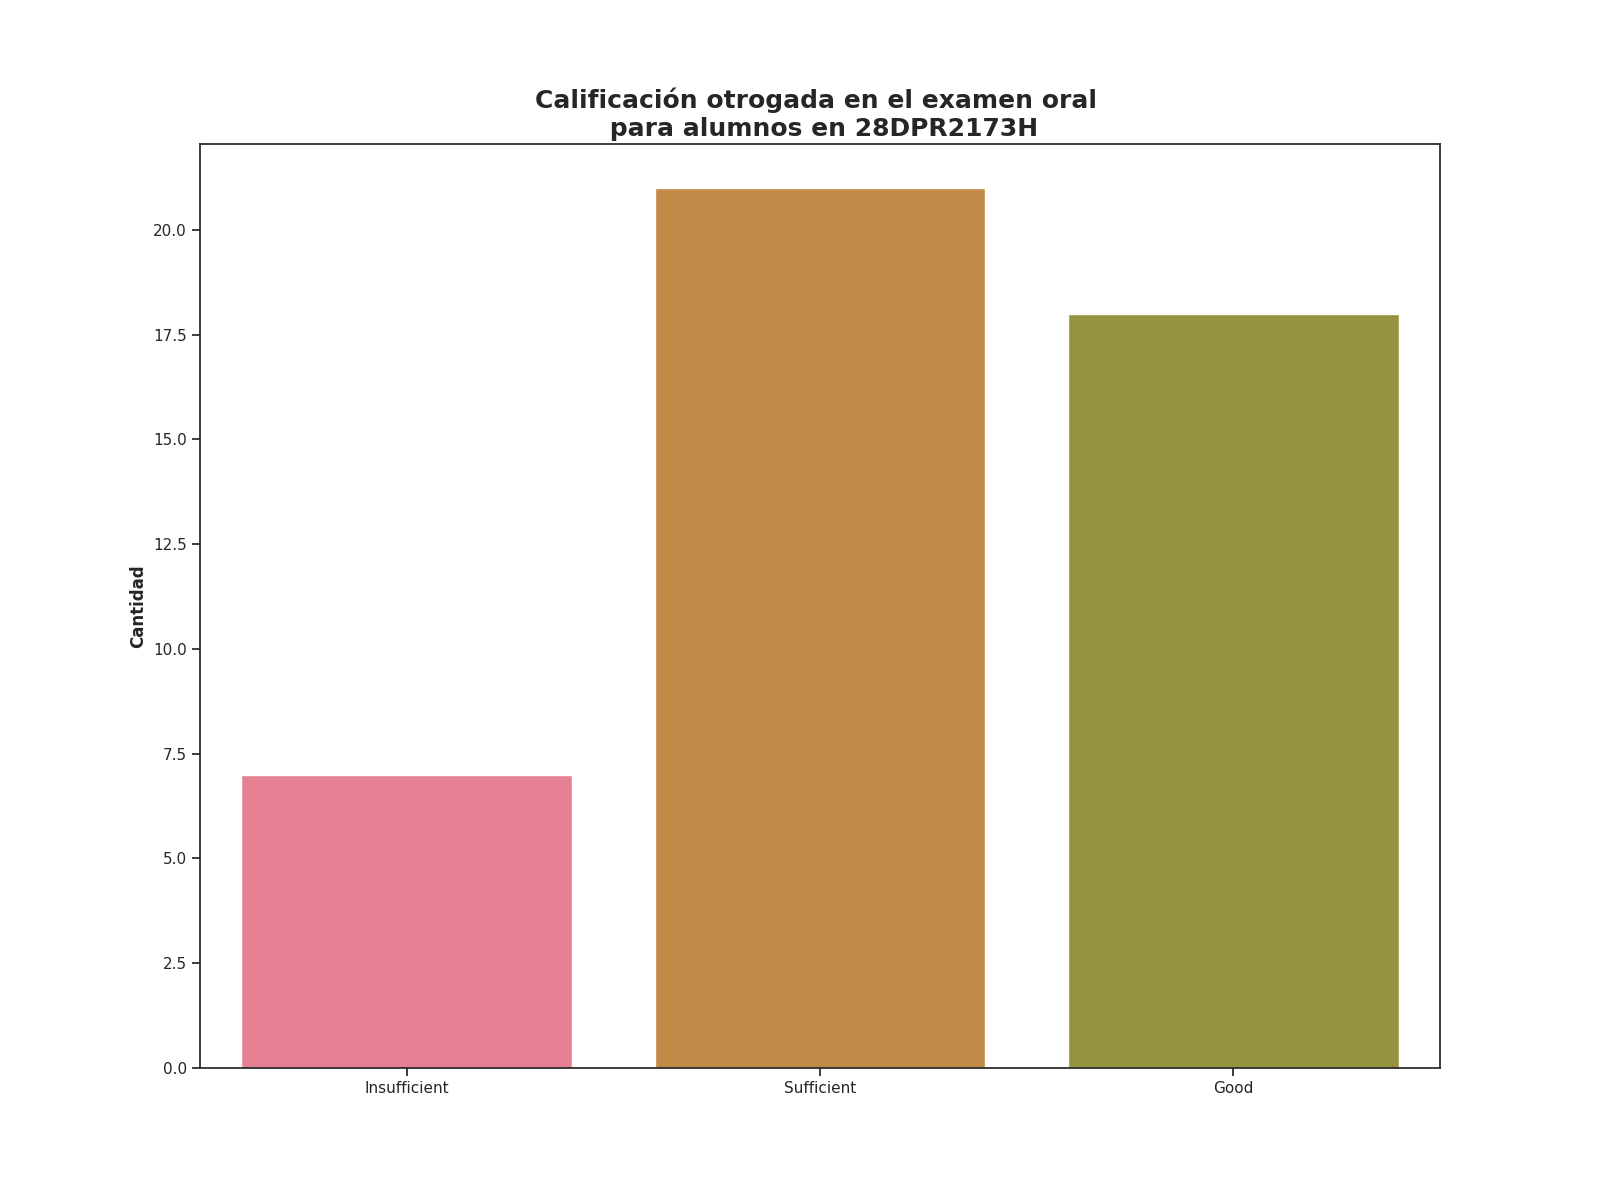 Calificación otrogada en el examen oral
para alumnos en 28DPR2173H
Cantidad
20.0
17.5
15.0
12.5
10.0
7.5
5.0
2.5
0.0
Insufficient
Sufficient
Good